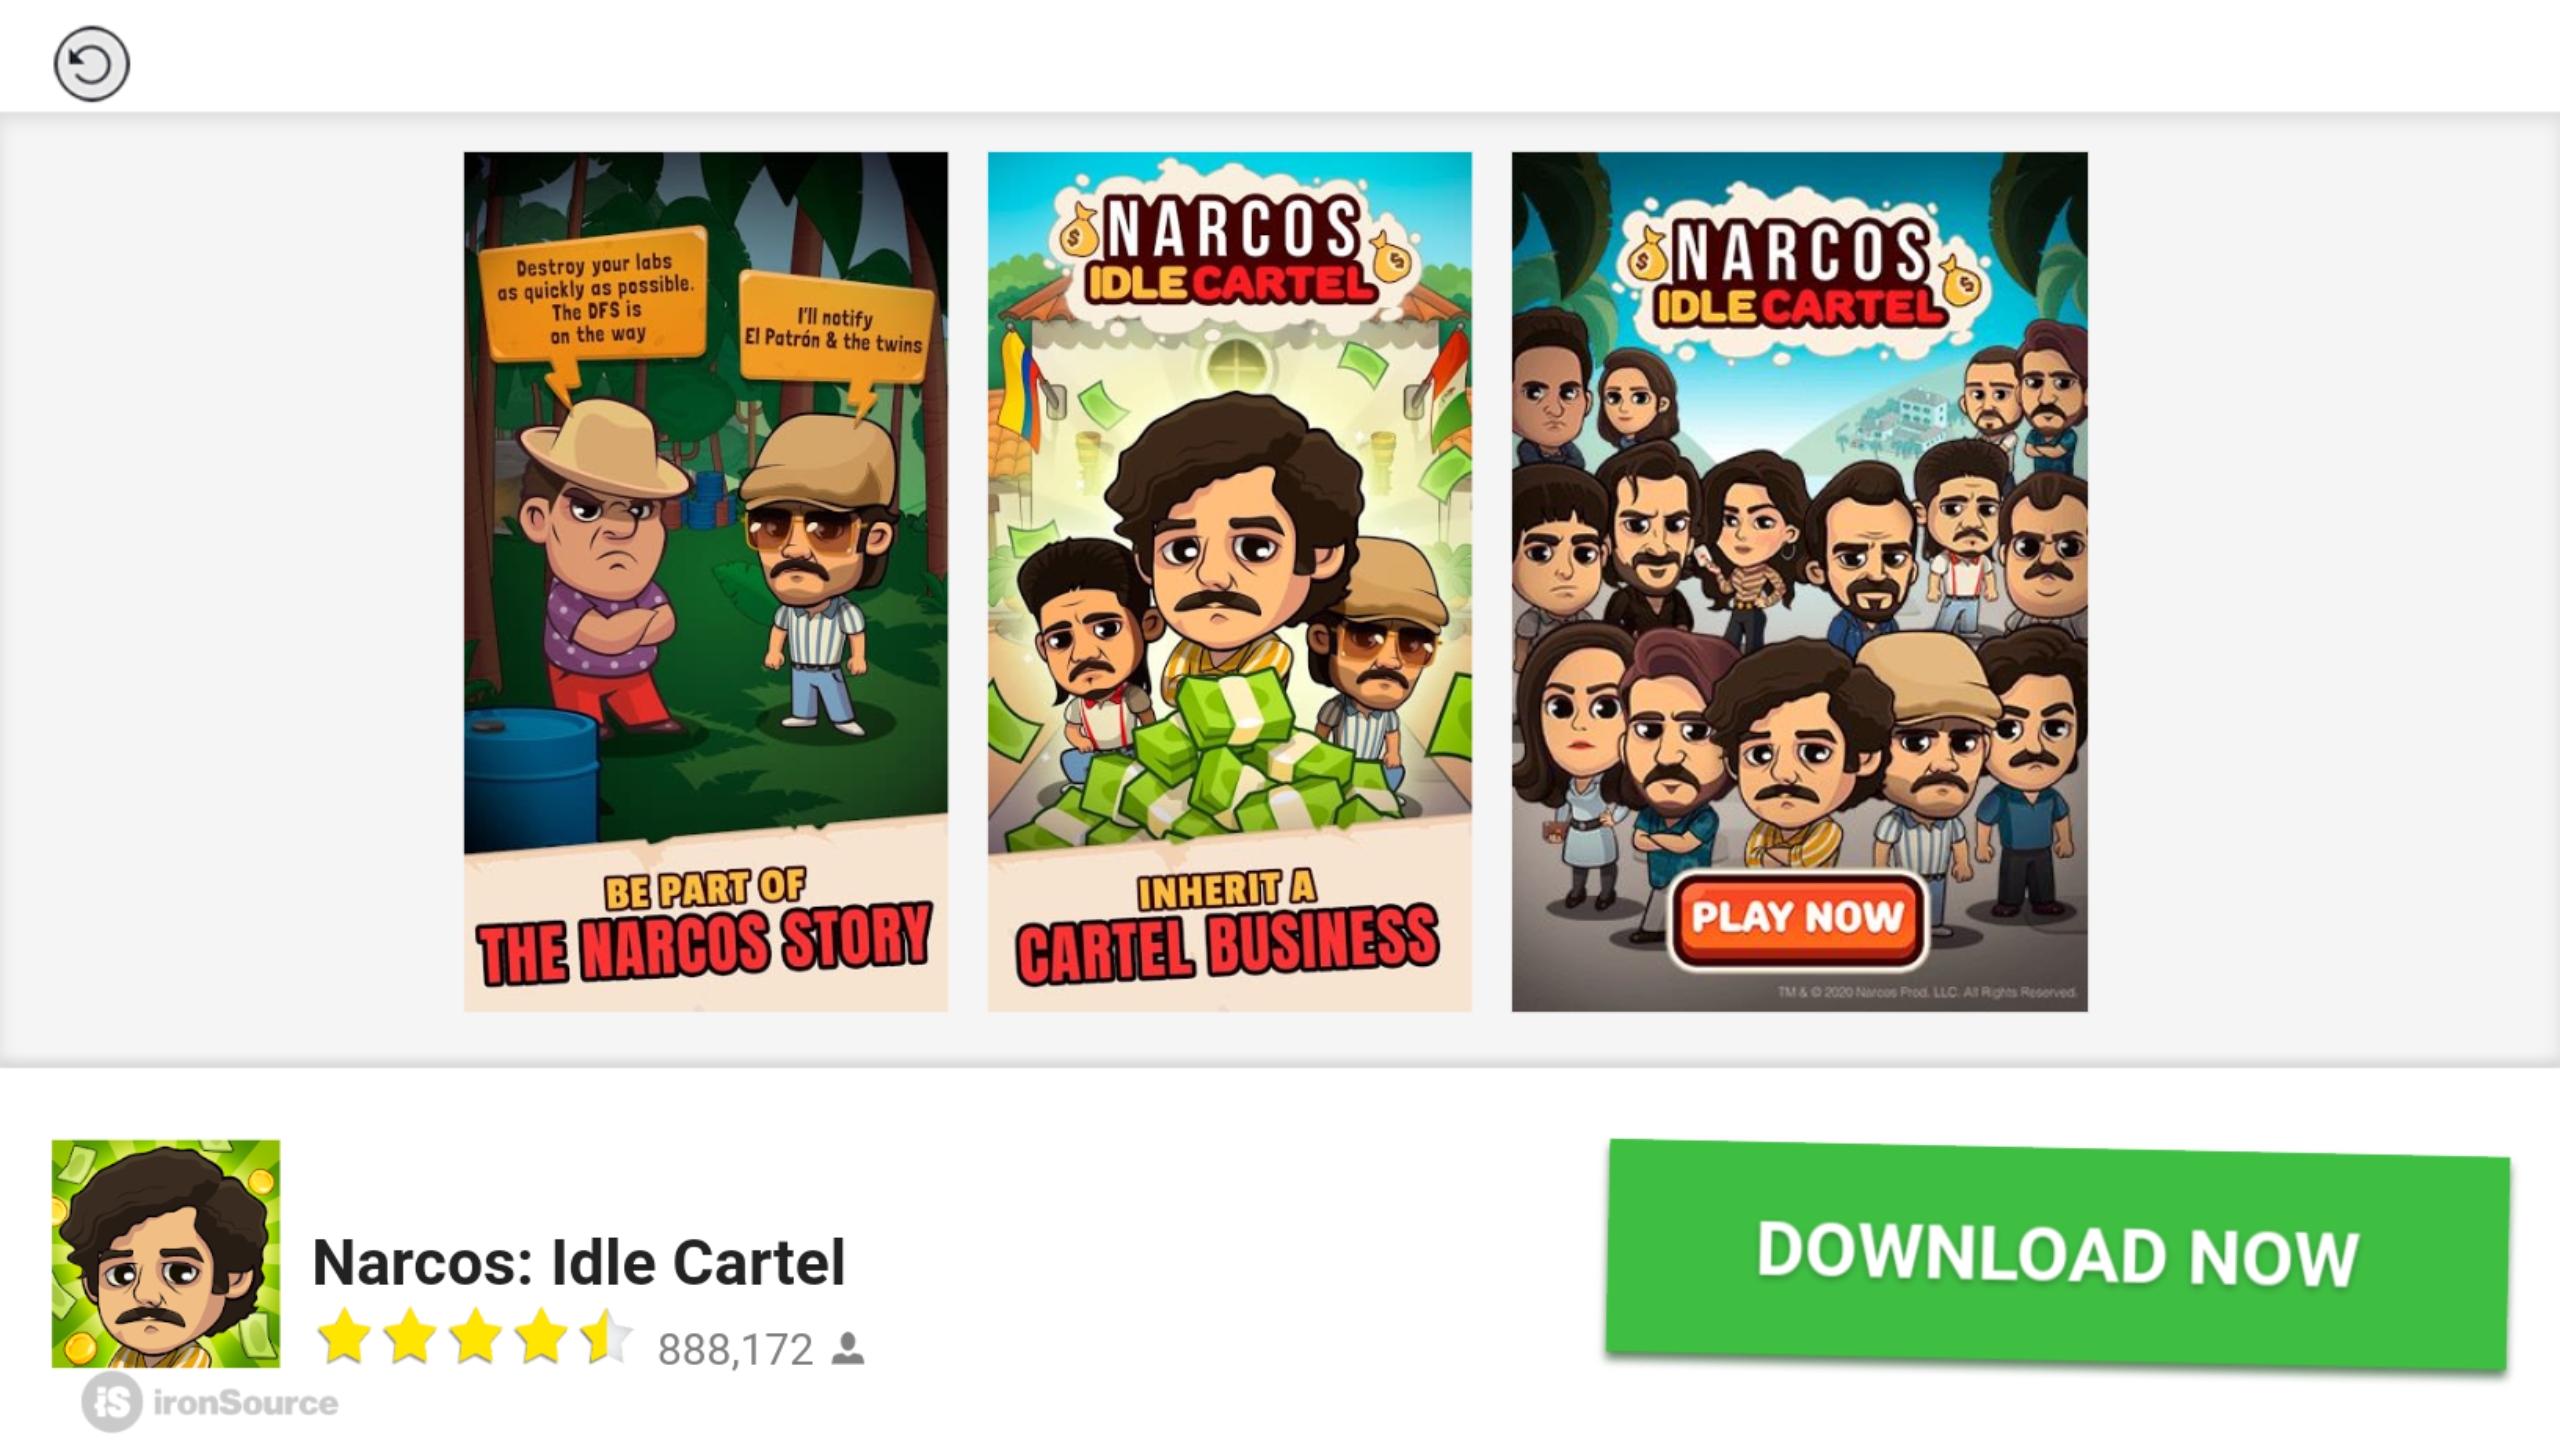 Destroy your labs
as quickly as possible.
The DFS is
on the way
I'll notify
El Patrón & the twins
BE PART OF
THE NARCOS STORY
NARCOS
IDLE CARTEL
INHERIT A
CARTEL BUSINESS
NARCOS
IDLE CARTEL
PLAY NOW
TM & © 2020 Narcos Prod. LLC. All Rights Reserved.
Narcos: Idle Cartel
888,172
DOWNLOAD NOW
iS ironSource